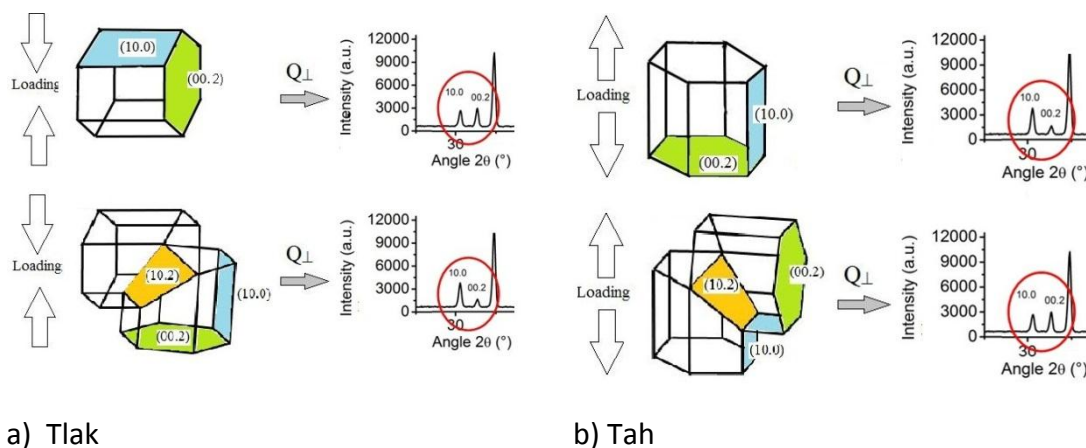 (10.0)
(00.2)
Loading
Q⊥
Intensity (a.u.)
12000
9000
6000
3000
0
10.0
00.2
30
Angle 2θ (°)
Loading
(00.2)
(10.0)
Q⊥
Intensity (a.u.)
12000
9000
6000
3000
0
10.0
00.2
30
Angle 2θ (°)
Loading
(10.2)
(10.0)
(00.2)
Q⊥
Intensity (a.u.)
12000
9000
6000
3000
0
10.0
00.2
30
Angle 2θ (°)
Loading
(10.2)
(00.2)
(10.0)
Q⊥
Intensity (a.u.)
12000
9000
6000
3000
0
10.0
00.2
30
Angle 2θ (°)
a) Tlak
b) Tah